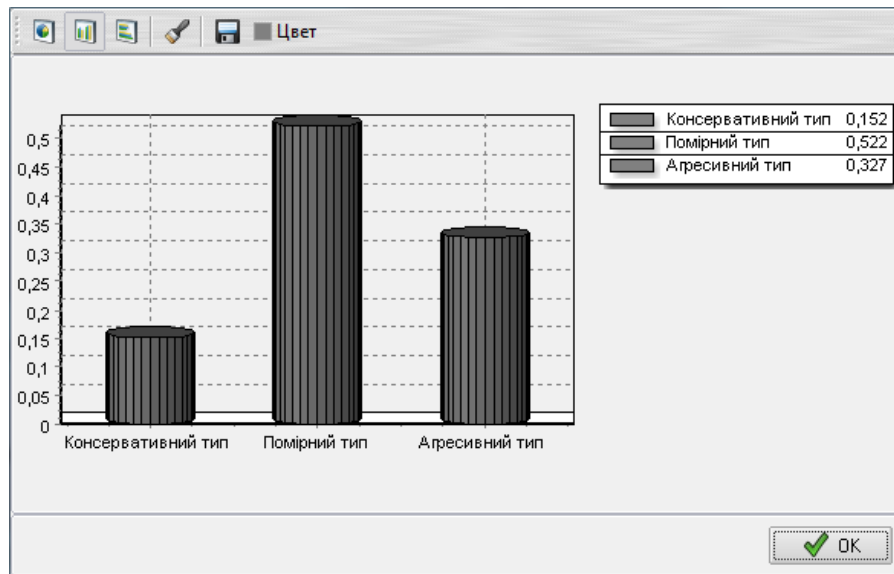 Цвет
Консервативний тип 0,152
Помірний тип 0,522
Агресивний тип 0,327
0,5
0,45
0,4
0,35
0,3
0,25
0,2
0,15
0,1
0,05
0
Консервативний тип Помірний тип Агресивний тип
OK